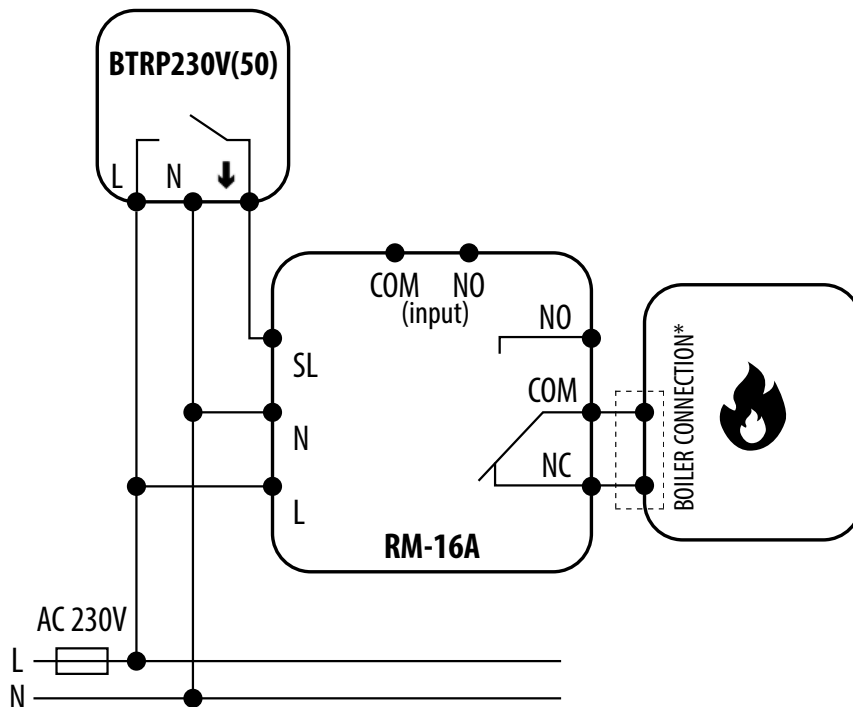 BTRP230V(50)
L N
COM NO
(input)
NO
SL
COM
N
NC
L
RM-16A
BOILER CONNECTION*
AC 230V
L
N